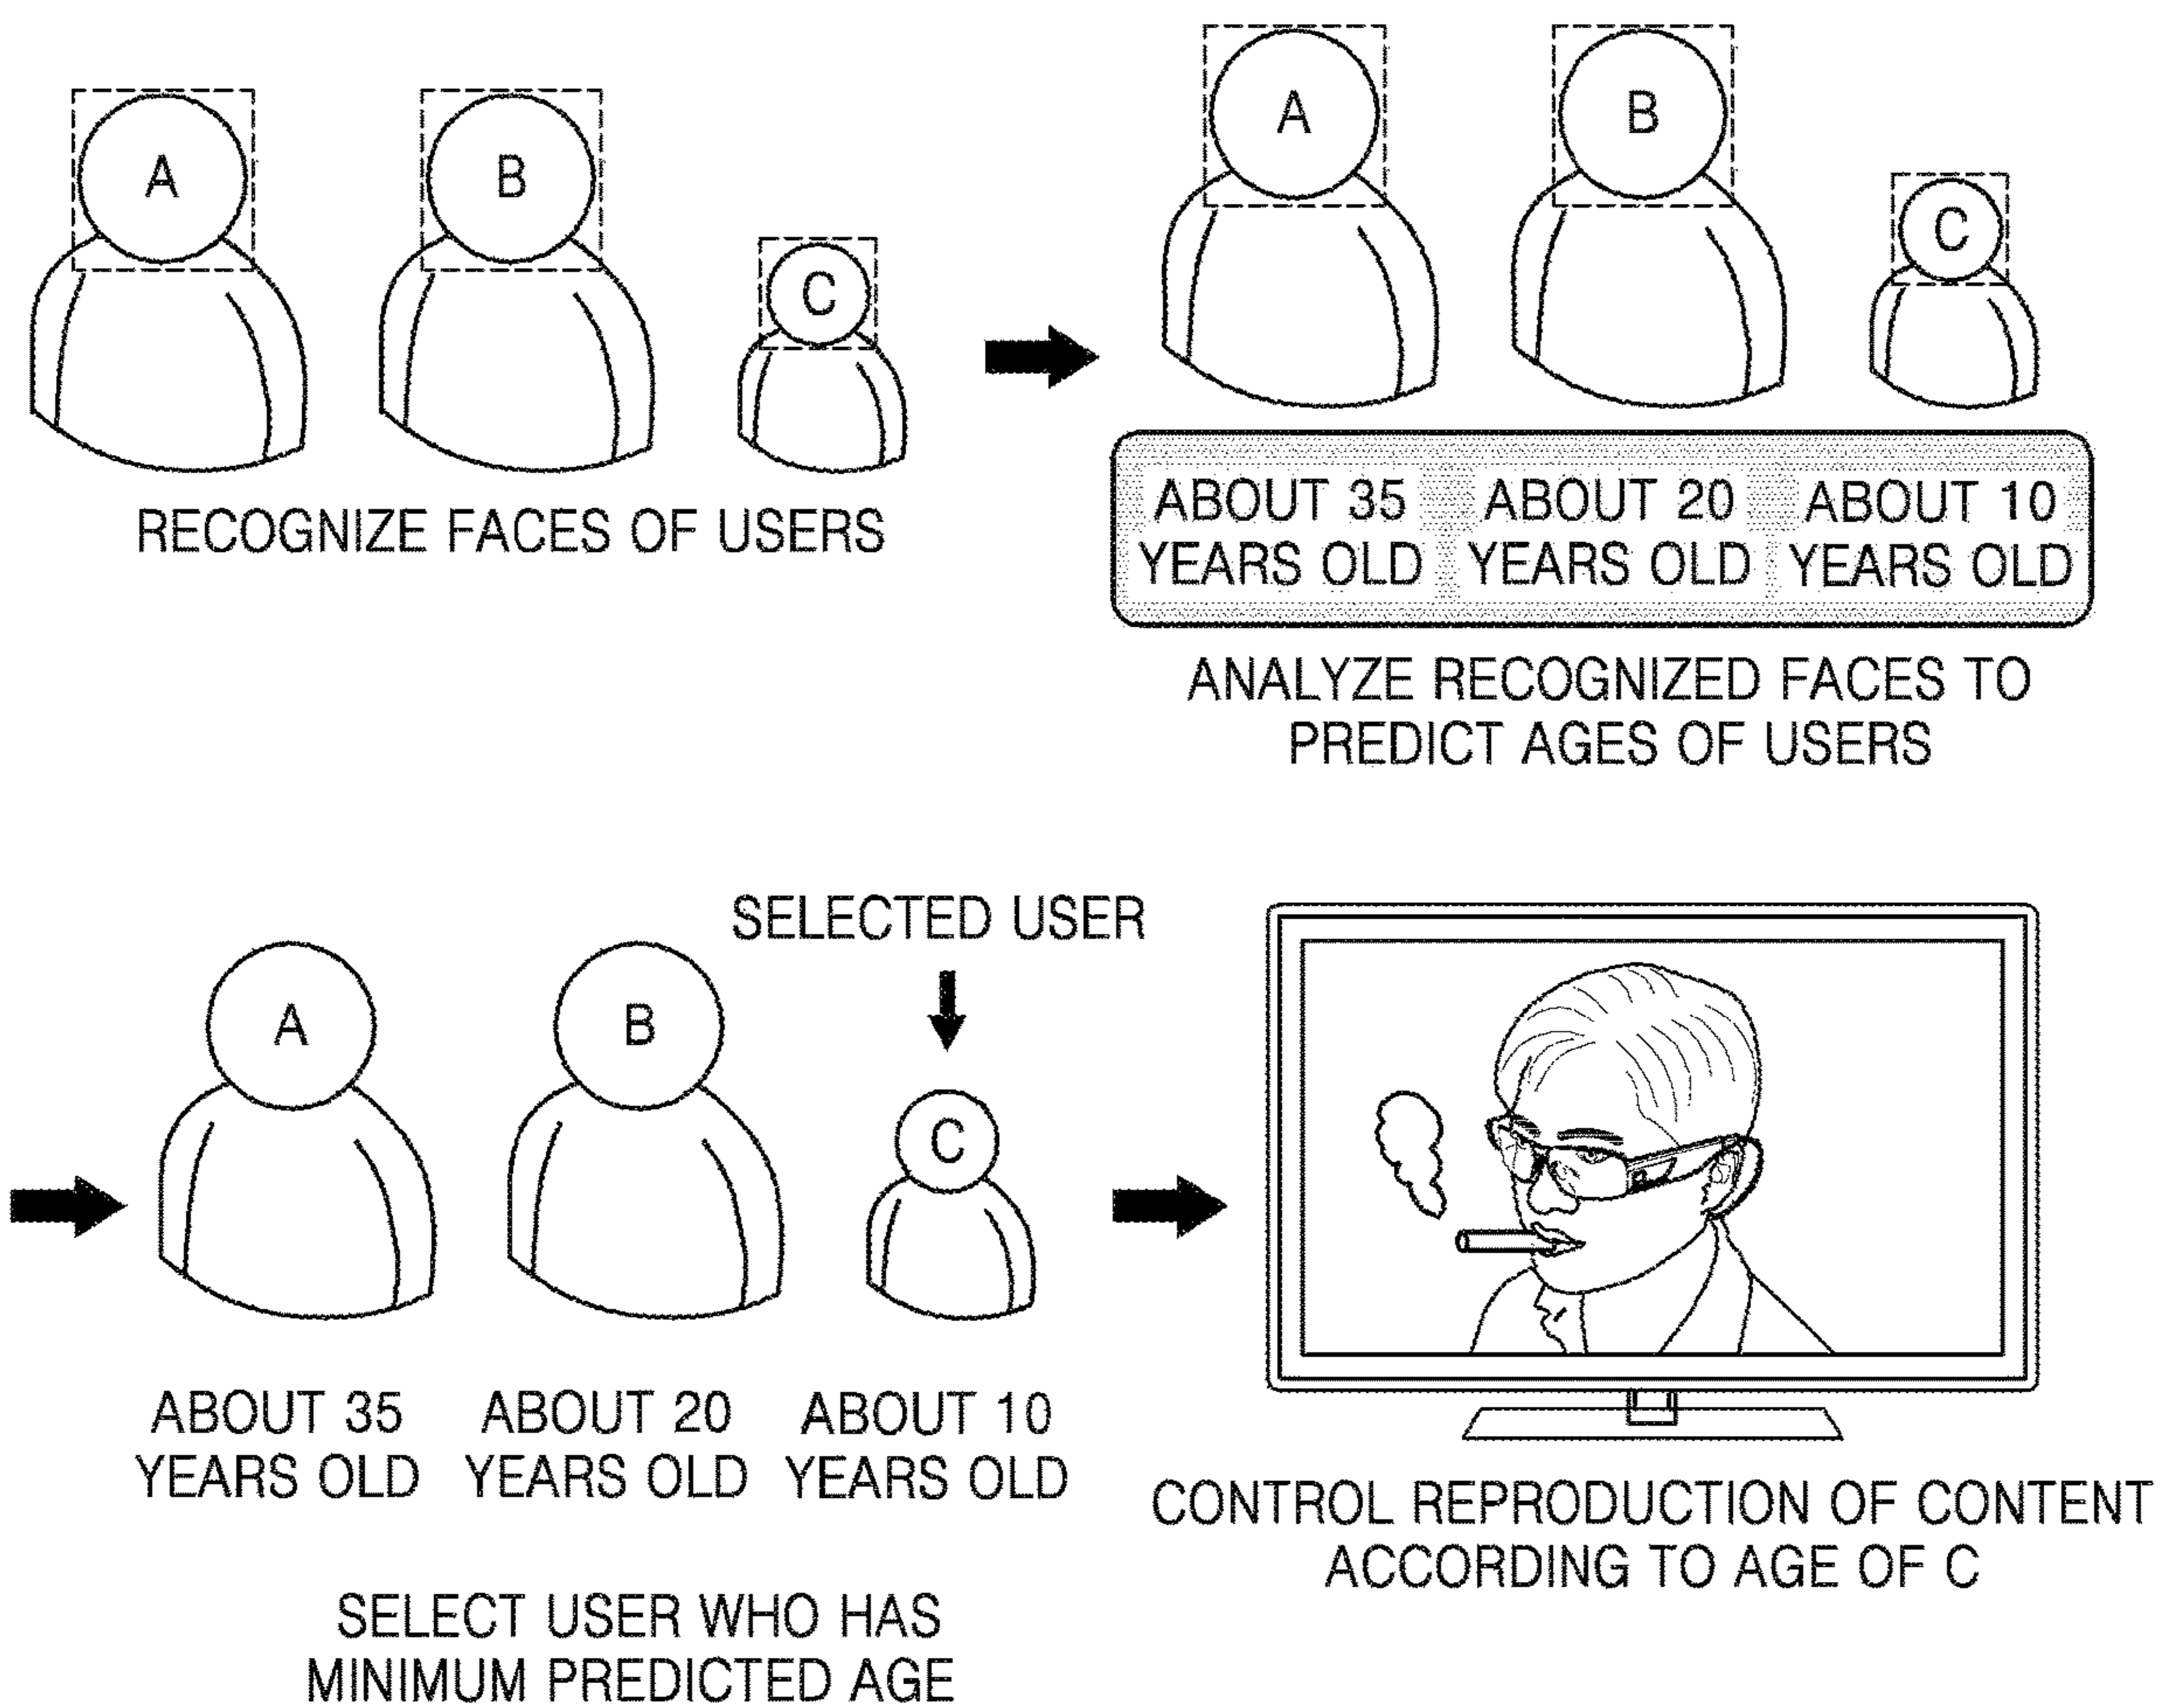 A
B
C
RECOGNIZE FACES OF USERS
A
B
C
ABOUT 35
YEARS OLD
ABOUT 20
YEARS OLD
ABOUT 10
YEARS OLD
ANALYZE RECOGNIZED FACES TO
PREDICT AGES OF USERS
SELECTED USER
A
B
C
ABOUT 35
YEARS OLD
ABOUT 20
YEARS OLD
ABOUT 10
YEARS OLD
SELECT USER WHO HAS
MINIMUM PREDICTED AGE
CONTROL REPRODUCTION OF CONTENT
ACCORDING TO AGE OF C